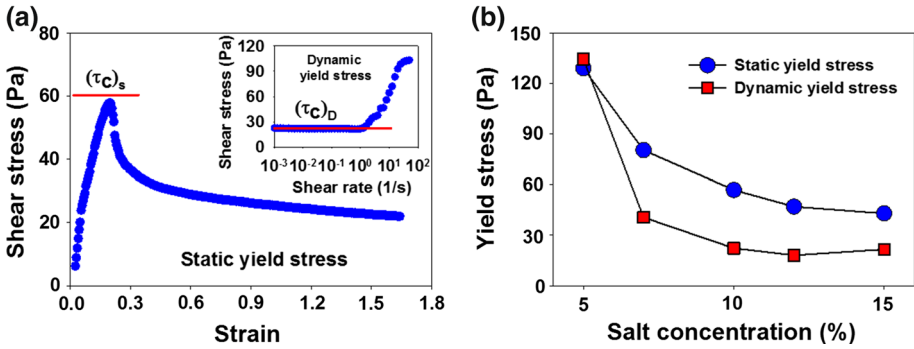 (a)
Shear stress (Pa)
80
60
40
20
0
(τc)s
Static yield stress
0.0 0.3 0.6 0.9 1.2 1.5 1.8
Strain
Shear stress (Pa)
120
90
60
30
0
Dynamic
yield stress
(τc)D
10-3 10-2 10-1 100 101 102
Shear rate (1/s)
(b)
Yield stress (Pa)
150
120
90
60
30
0
Static yield stress
Dynamic yield stress
5 10 15
Salt concentration (%)